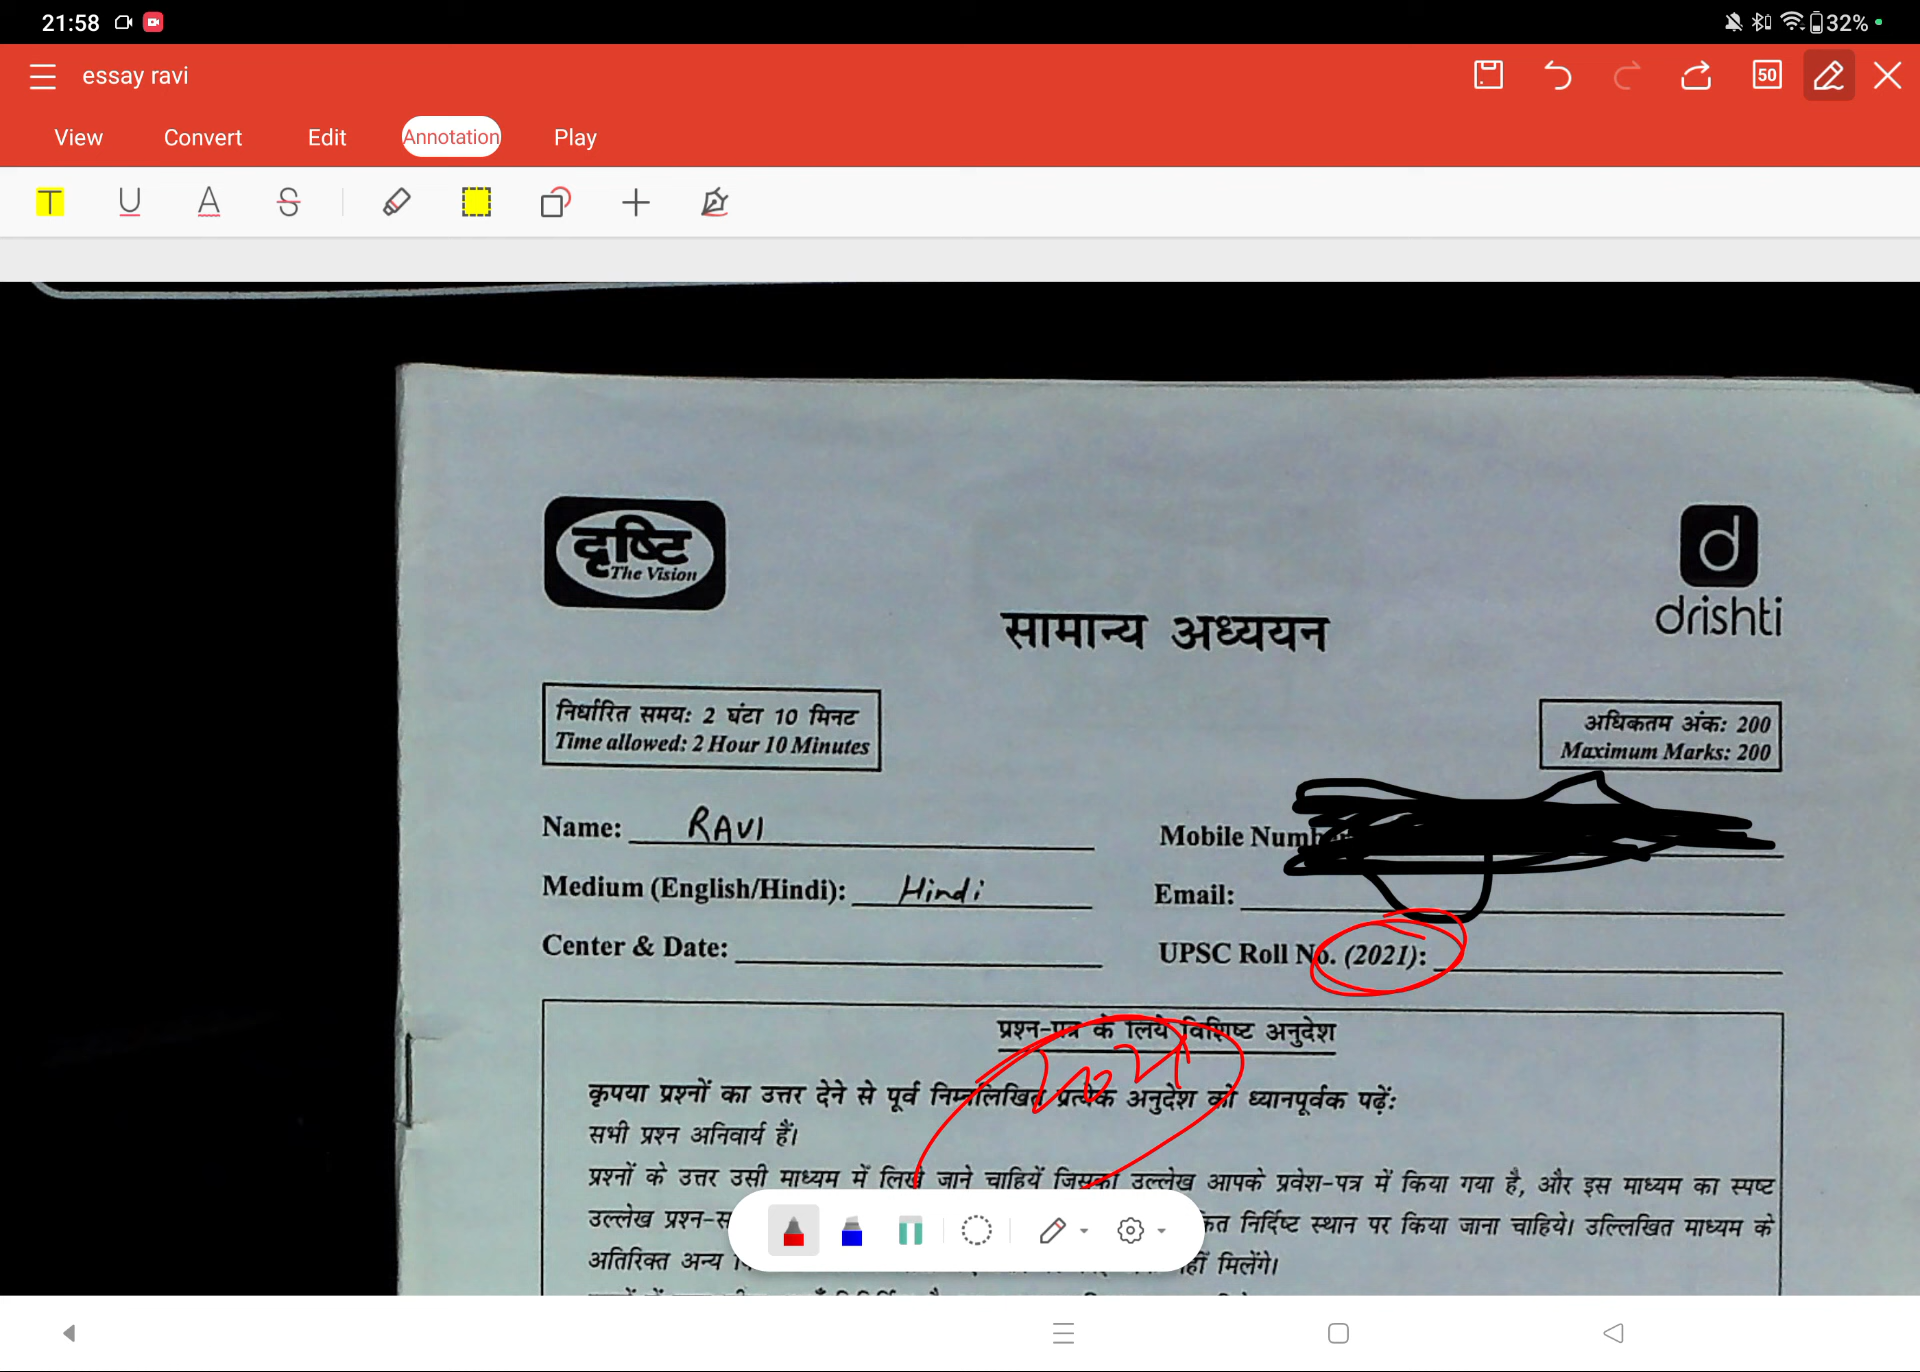 21:58 32%
essay ravi 50
View Convert Edit Annotation Play
T U A S
दृष्टि
The Vision
d
drishti
सामान्य अध्ययन
निर्धारित समय: 2 घंटा 10 मिनट
Time allowed: 2 Hour 10 Minutes
अधिकतम अंक: 200
Maximum Marks: 200
Name: RAVI
Mobile Number
Medium (English/Hindi): Hindi
Email:
Center & Date:
UPSC Roll No. (2021):
प्रश्न-पत्र के लिये विशिष्ट अनुदेश
कृपया प्रश्नों का उत्तर देने से पूर्व निम्नलिखित प्रत्येक अनुदेश को ध्यानपूर्वक पढ़ें:
सभी प्रश्न अनिवार्य हैं।
प्रश्नों के उत्तर उसी माध्यम में लिखे जाने चाहियें जिसका उल्लेख आपके प्रवेश-पत्र में किया गया है, और इस माध्यम का स्पष्ट
उल्लेख निर्दिष्ट स्थान पर किया जाना चाहिये। उल्लिखित माध्यम के
अतिरिक्त अन्य मिलेंगे।